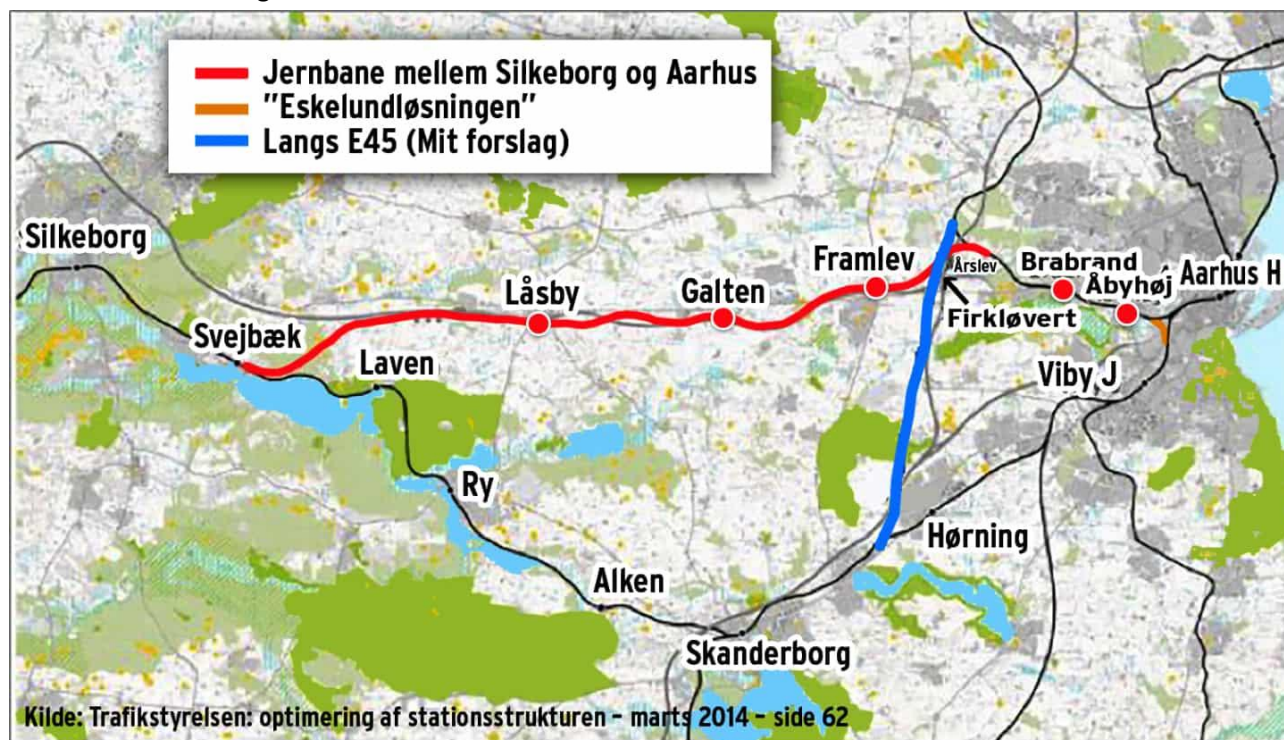 Jernbane mellem Silkeborg og Aarhus
"Eskelundløsningen"
Langs E45 (Mit forslag)
Silkeborg
Svejbæk
Laven
Låsby
Galten
Framlev
Årslev
Brabrand
Åbyhøj
Aarhus H
Firkløvert
Viby J
Ry
Hørning
Alken
Skanderborg
Kilde: Trafikstyrelsen: optimering af stationsstrukturen - marts 2014 - side 62